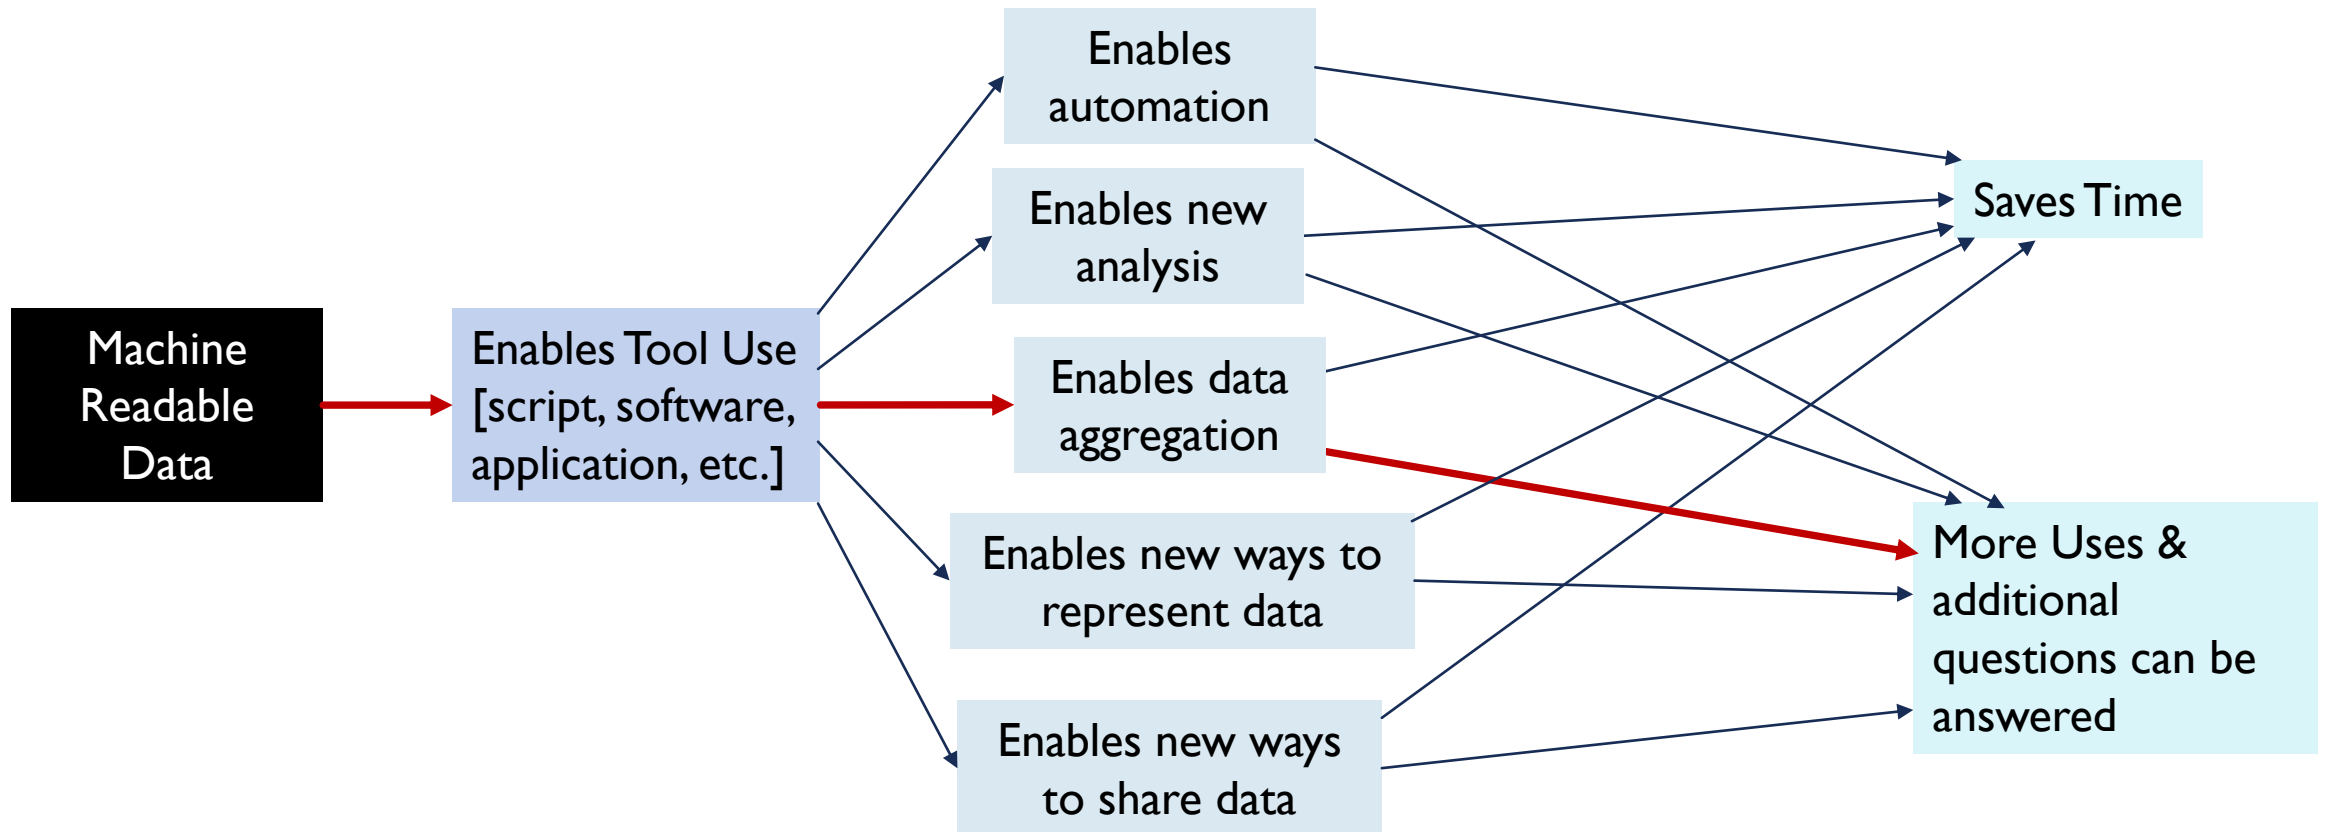 Machine
Readable
Data
Enables Tool Use
[script, software,
application, etc.]
Enables
automation
Enables new
analysis
Enables data
aggregation
Enables new ways to
represent data
Enables new ways
to share data
Saves Time
More Uses &
additional
questions can be
answered